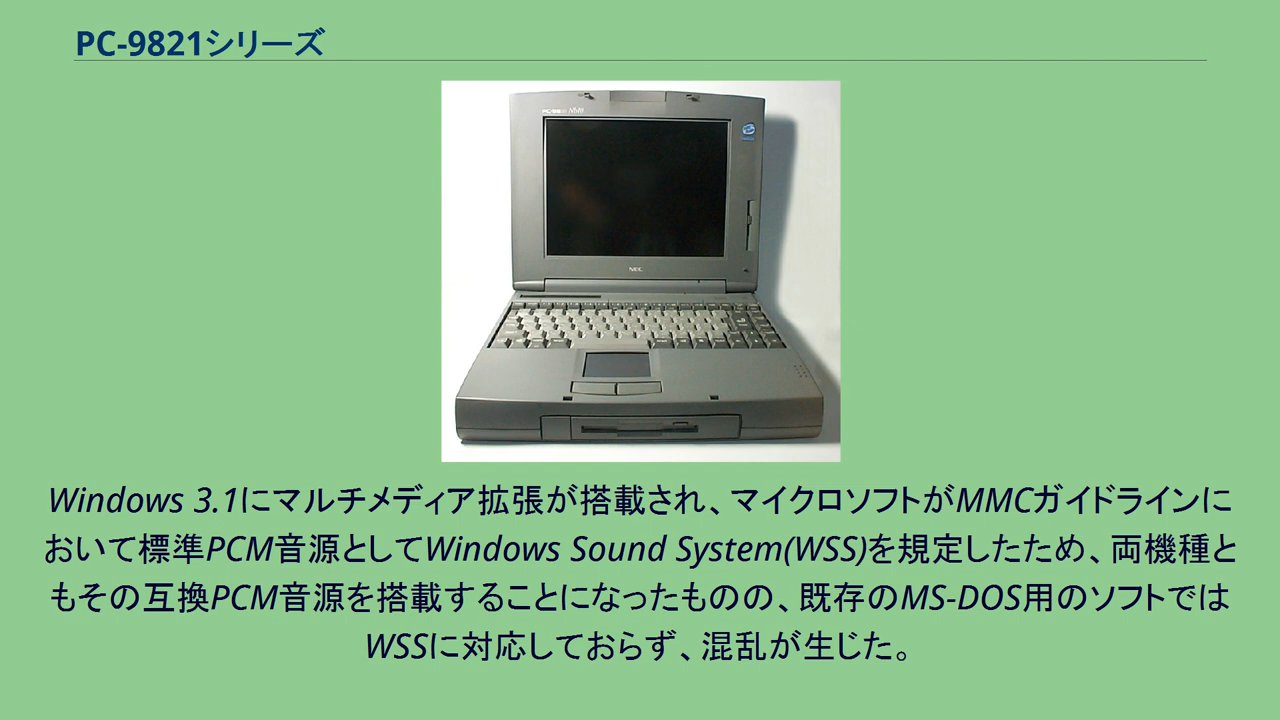 PC-9821シリーズ
NEC
Windows 3.1にマルチメディア拡張が搭載され、マイクロソフトがMMCガイドラインに
おいて標準PCM音源としてWindows Sound System(WSS)を規定したため、両機種と
もその互換PCM音源を搭載することになったものの、既存のMS-DOS用のソフトでは
WSSに対応しておらず、混乱が生じた。